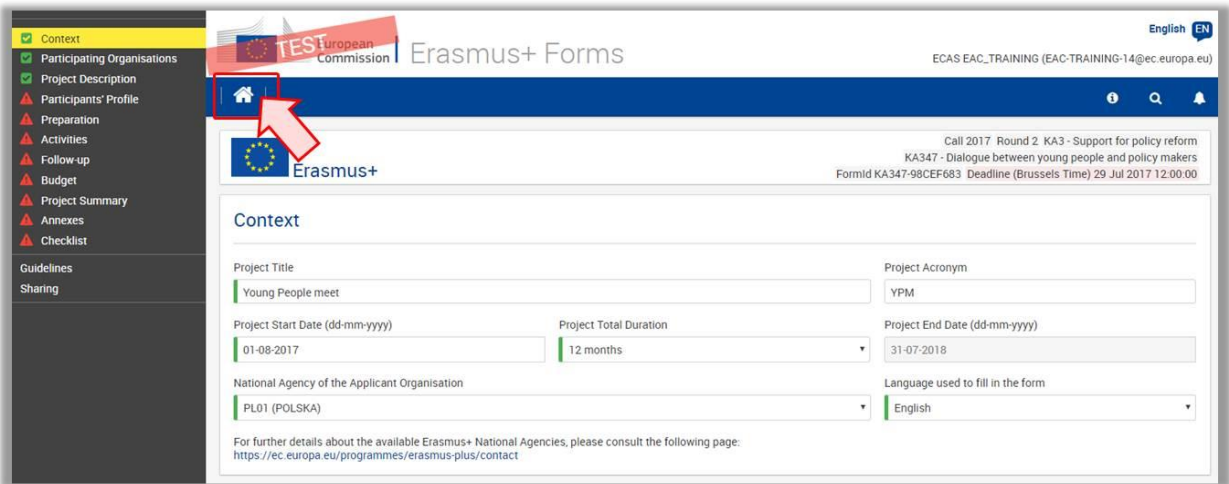 Context
Participating Organisations
Project Description
Participants' Profile
Preparation
Activities
Follow-up
Budget
Project Summary
Annexes
Checklist
Guidelines
Sharing
TEST
European
Commission
Erasmus+ Forms
English EN
ECAS EAC_TRAINING (EAC-TRAINING-14@ec.europa.eu)
Erasmus+
Call 2017 Round 2 KA3 - Support for policy reform
KA347 - Dialogue between young people and policy makers
FormId KA347-98CEF683 Deadline (Brussels Time) 29 Jul 2017 12:00:00
Context
Project Title
Project Acronym
Young People meet
YPM
Project Start Date (dd-mm-yyyy)
Project Total Duration
Project End Date (dd-mm-yyyy)
01-08-2017
12 months
31-07-2018
National Agency of the Applicant Organisation
Language used to fill in the form
PL01 (POLSKA)
English
For further details about the available Erasmus+ National Agencies, please consult the following page:
https://ec.europa.eu/programmes/erasmus-plus/contact